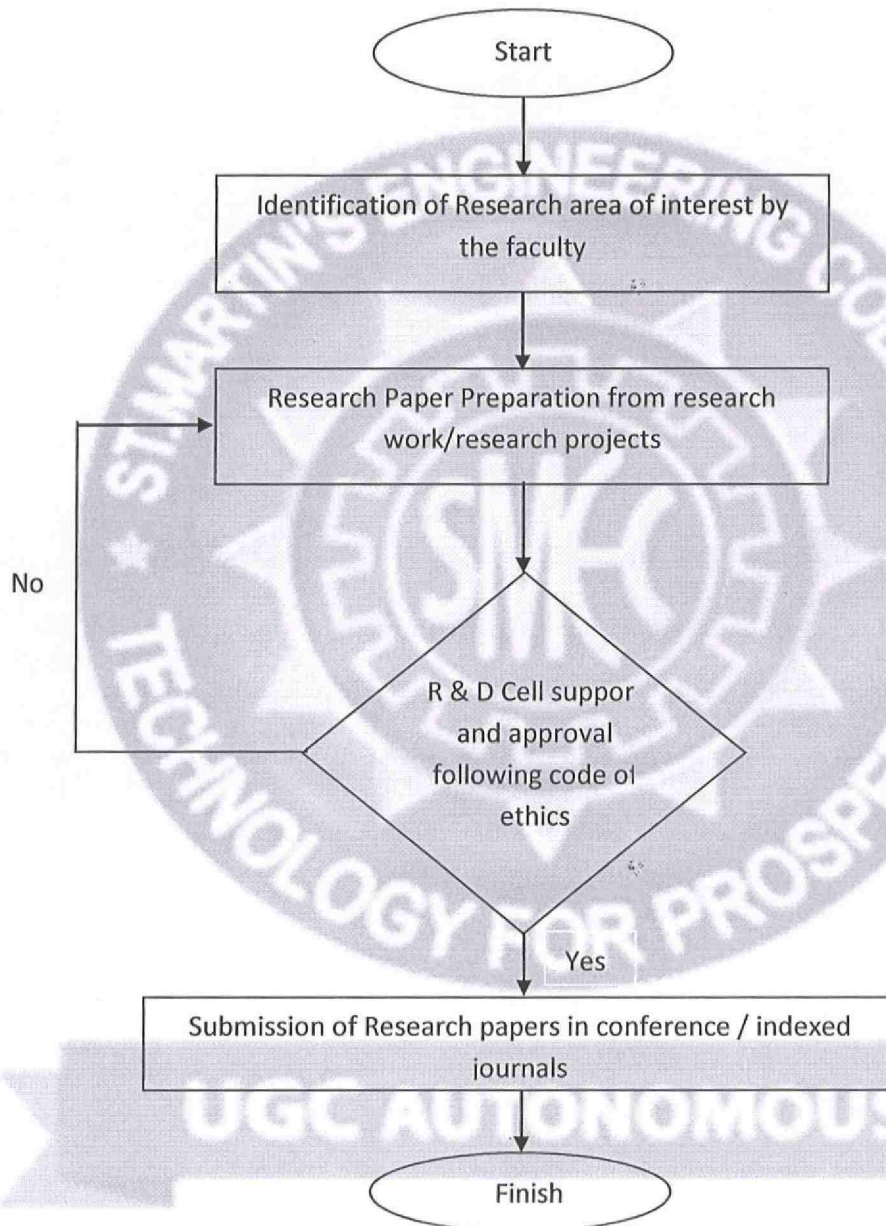 Start
Identification of Research area of interest by
the faculty
Research Paper Preparation from research
work/research projects
No
R & D Cell suppor
and approval
following code of
ethics
Yes
Submission of Research papers in conference / indexed
journals
Finish
ST.MARTIN'S ENGINEERING COL
SMEC
TECHNOLOGY FOR PROSPE
UGC AUTONOMOUS